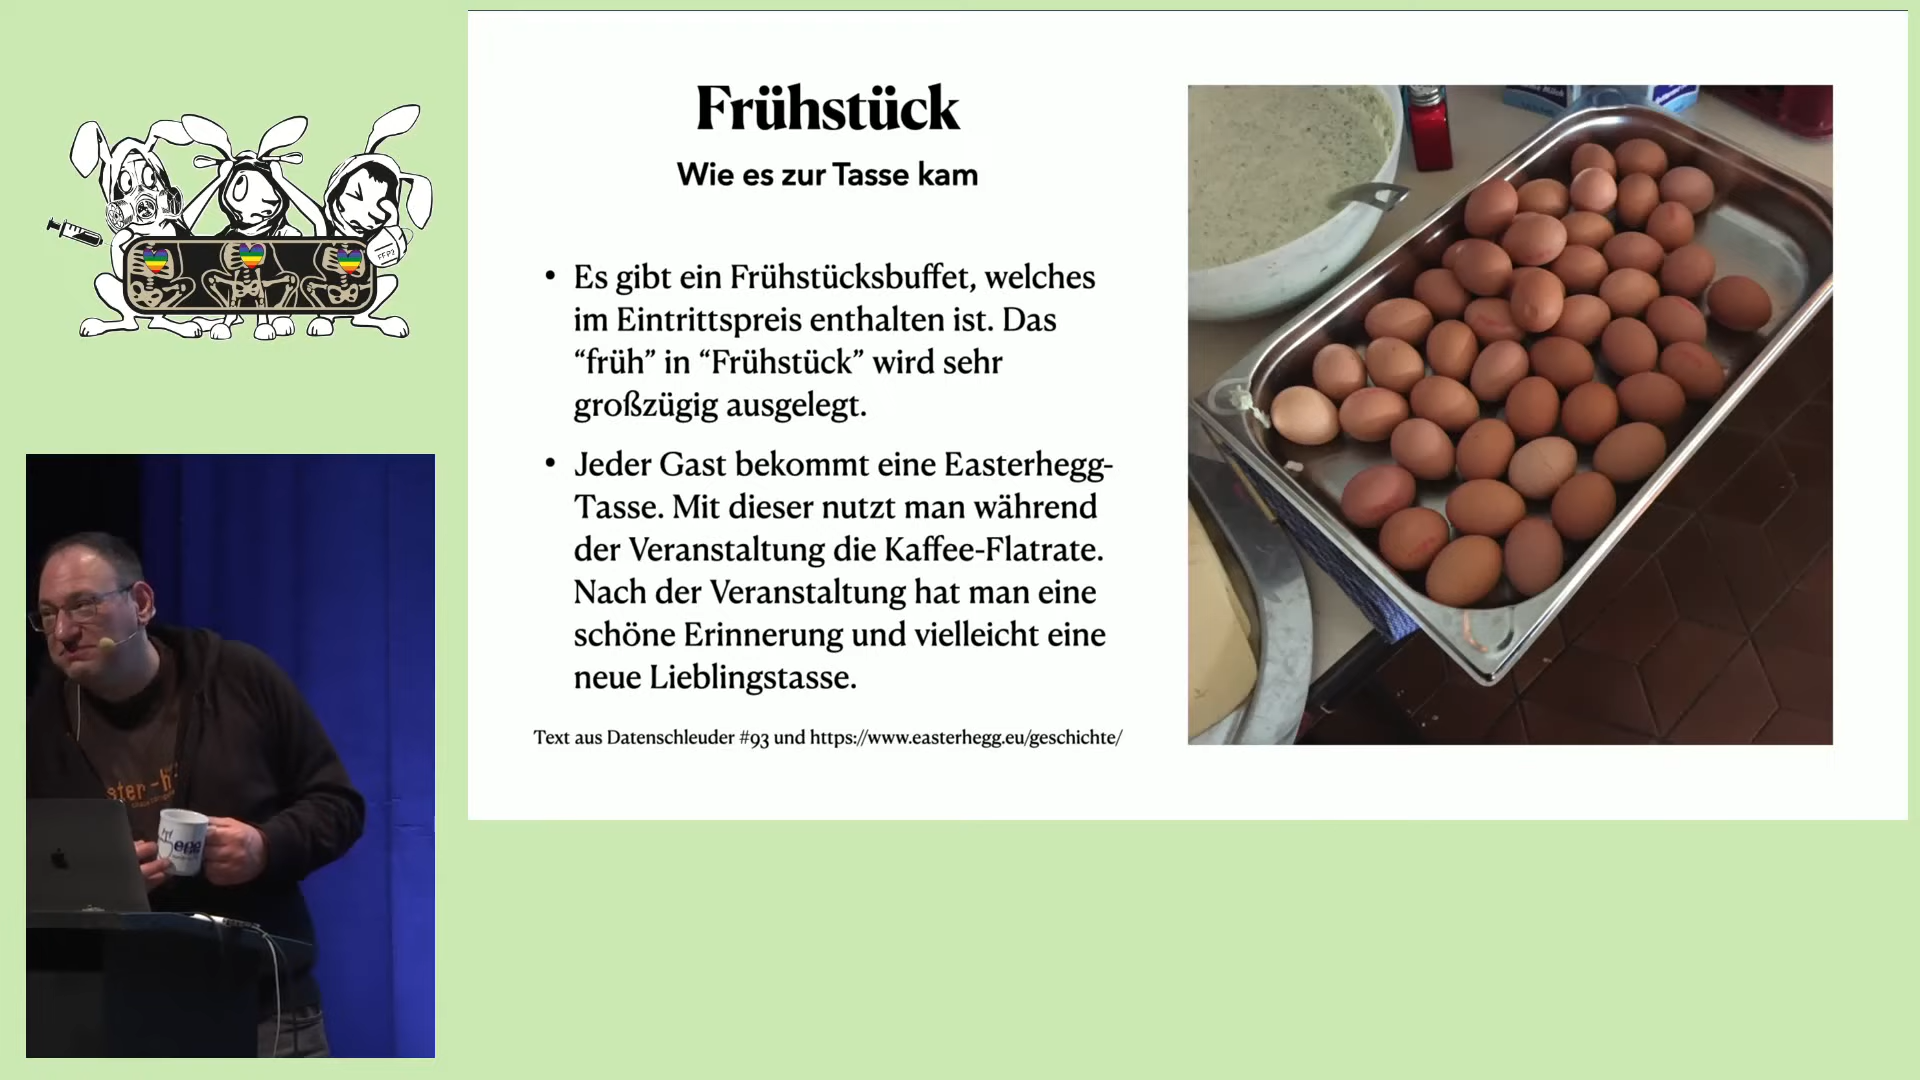 Frühstück
Wie es zur Tasse kam
• Es gibt ein Frühstücksbuffet, welches
im Eintrittspreis enthalten ist. Das
“früh” in “Frühstück” wird sehr
großzügig ausgelegt.
• Jeder Gast bekommt eine Easterhegg-
Tasse. Mit dieser nutzt man während
der Veranstaltung die Kaffee-Flatrate.
Nach der Veranstaltung hat man eine
schöne Erinnerung und vielleicht eine
neue Lieblingstasse.
Text aus Datenschleuder #93 und https://www.easterhegg.eu/geschichte/
FFP2